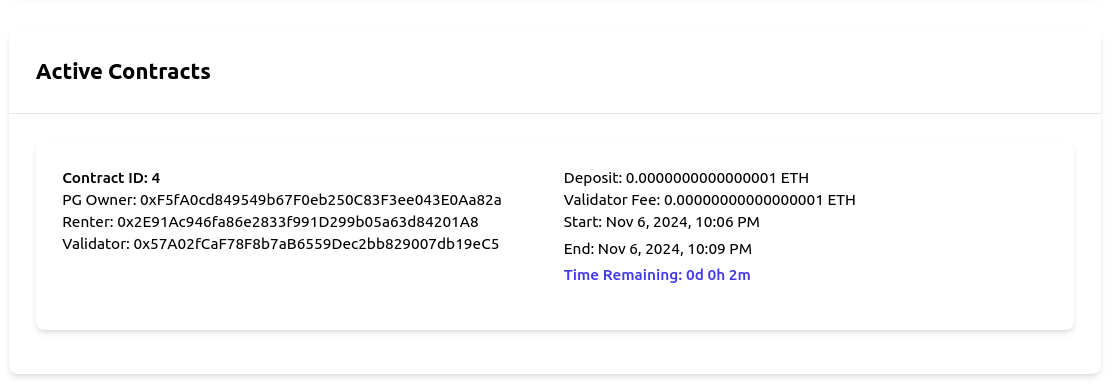 Active Contracts
Contract ID: 4
PG Owner: 0xF5fA0cd849549b67F0eb250C83F3ee043E0Aa82a
Renter: 0x2E91Ac946fa86e2833f991D299b05a63d84201A8
Validator: 0x57A02fCaF78F8b7aB6559Dec2bb829007db19eC5
Deposit: 0.0000000000000001 ETH
Validator Fee: 0.00000000000000001 ETH
Start: Nov 6, 2024, 10:06 PM
End: Nov 6, 2024, 10:09 PM
Time Remaining: 0d 0h 2m